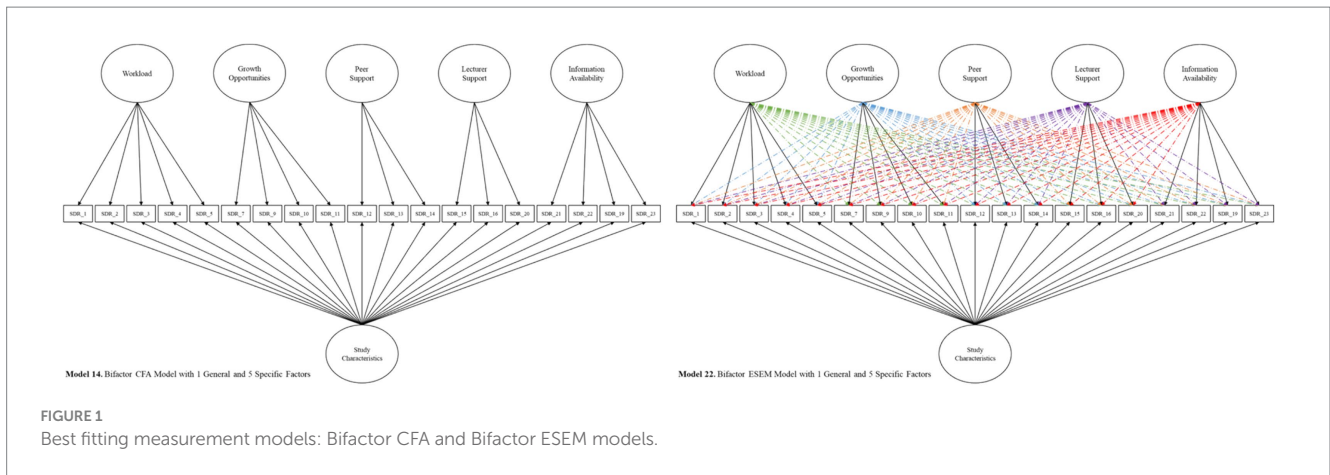 Workload
Growth
Opportunities
Peer
Support
Lecturer
Support
Information
Availability
SDR_1 SDR_2 SDR_3 SDR_4 SDR_5 SDR_7 SDR_9 SDR_10 SDR_11 SDR_12 SDR_13 SDR_14 SDR_15 SDR_16 SDR_20 SDR_21 SDR_22 SDR_19 SDR_23
Study
Characteristics
Model 14. Bifactor CFA Model with 1 General and 5 Specific Factors
Workload
Growth
Opportunities
Peer
Support
Lecturer
Support
Information
Availability
SDR_1 SDR_2 SDR_3 SDR_4 SDR_5 SDR_7 SDR_9 SDR_10 SDR_11 SDR_12 SDR_13 SDR_14 SDR_15 SDR_16 SDR_20 SDR_21 SDR_22 SDR_19 SDR_23
Study
Characteristics
Model 22. Bifactor ESEM Model with 1 General and 5 Specific Factors
FIGURE 1
Best fitting measurement models: Bifactor CFA and Bifactor ESEM models.